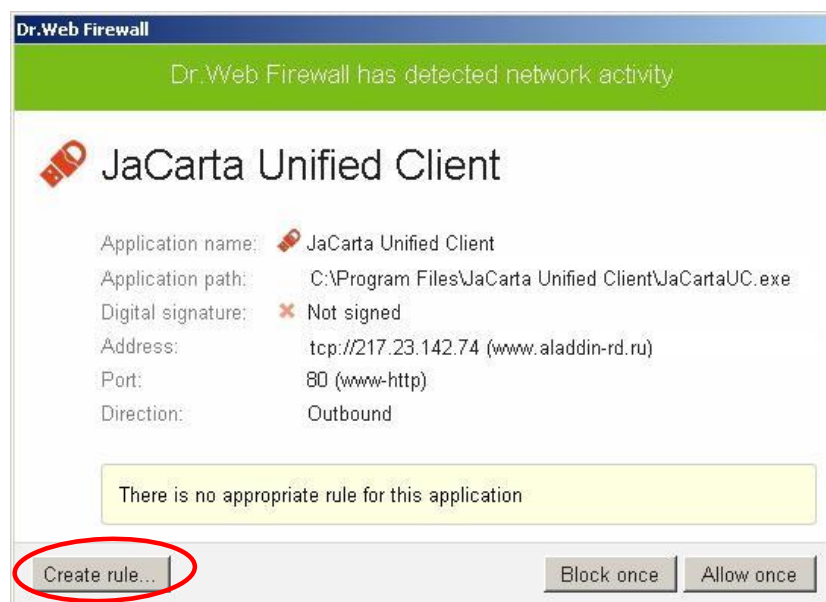 Dr.Web Firewall
Dr.Web Firewall has detected network activity
JaCarta Unified Client
Application name: JaCarta Unified Client
Application path: C:\Program Files\JaCarta Unified Client\JaCartaUC.exe
Digital signature: Not signed
Address: tcp://217.23.142.74 (www.aladdin-rd.ru)
Port: 80 (www-http)
Direction: Outbound
There is no appropriate rule for this application
Create rule... Block once Allow once